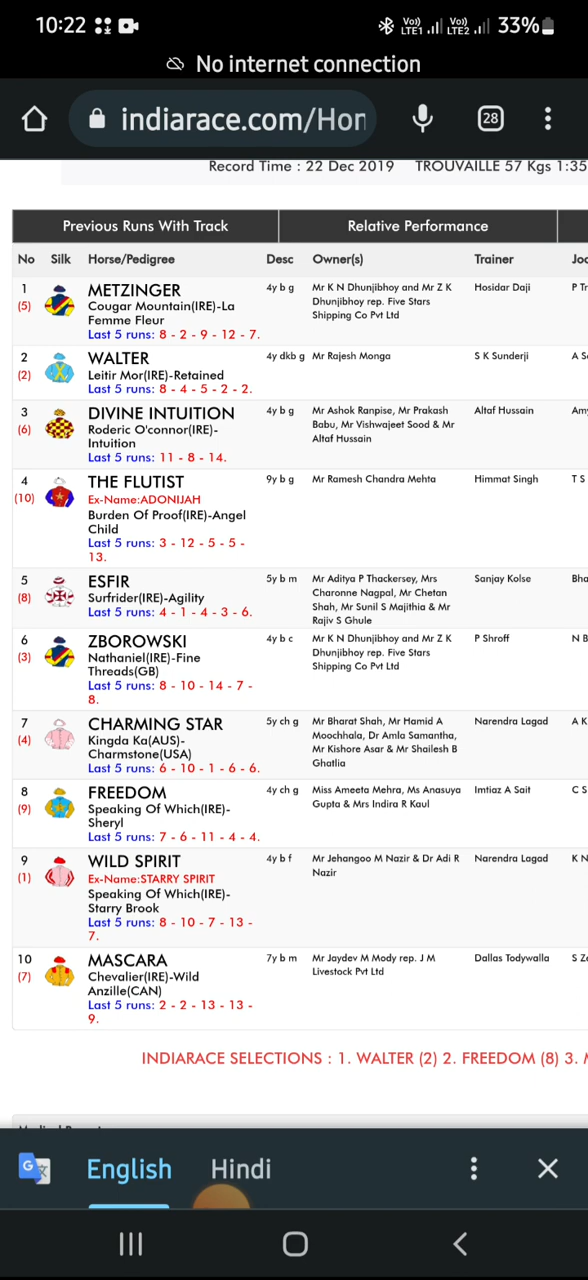 10:22 Vo)) LTE1 Vo)) LTE2 33%
No internet connection
indiarace.com/Hor 28
Record Time : 22 Dec 2019 TROUVAILLE 57 Kgs 1:35
Previous Runs With Track Relative Performance
No Silk Horse/Pedigree Desc Owner(s) Trainer Joc
1 METZINGER 4y b g Mr K N Dhunjibhoy and Mr Z K Hosidar Daji P Tr
(5) Cougar Mountain(IRE)-La Dhunjibhoy rep. Five Stars
Femme Fleur Shipping Co Pvt Ltd
Last 5 runs: 8 - 2 - 9 - 12 - 7.
2 WALTER 4y dkb g Mr Rajesh Monga S K Sunderji A S
(2) Leitir Mor(IRE)-Retained
Last 5 runs: 8 - 4 - 5 - 2 - 2.
3 DIVINE INTUITION 4y b g Mr Ashok Ranpise, Mr Prakash Altaf Hussain Am
(6) Roderic O'connor(IRE)- Babu, Mr Vishwajeet Sood & Mr
Intuition Altaf Hussain
Last 5 runs: 11 - 8 - 14.
4 THE FLUTIST 9y b g Mr Ramesh Chandra Mehta Himmat Singh T S
(10) Ex-Name:ADONIJAH
Burden Of Proof(IRE)-Angel
Child
Last 5 runs: 3 - 12 - 5 - 5 -
13.
5 ESFIR 5y b m Mr Aditya P Thackersey, Mrs Sanjay Kolse Bha
(8) Surfrider(IRE)-Agility Charonne Nagpal, Mr Chetan
Last 5 runs: 4 - 1 - 4 - 3 - 6. Shah, Mr Sunil S Majithia & Mr
Rajiv S Ghule
6 ZBOROWSKI 4y b c Mr K N Dhunjibhoy and Mr Z K P Shroff N B
(3) Nathaniel(IRE)-Fine Dhunjibhoy rep. Five Stars
Threads(GB) Shipping Co Pvt Ltd
Last 5 runs: 8 - 10 - 14 - 7 -
8.
7 CHARMING STAR 5y ch g Mr Bharat Shah, Mr Hamid A Narendra Lagad A K
(4) Kingda Ka(AUS)- Moochhala, Dr Amla Samantha,
Charmstone(USA) Mr Kishore Asar & Mr Shailesh B
Last 5 runs: 6 - 10 - 1 - 6 - 6. Ghatlia
8 FREEDOM 4y ch g Miss Ameeta Mehra, Ms Anasuya Imtiaz A Sait C S
(9) Speaking Of Which(IRE)- Gupta & Mrs Indira R Kaul
Sheryl
Last 5 runs: 7 - 6 - 11 - 4 - 4.
9 WILD SPIRIT 4y b f Mr Jehangoo M Nazir & Dr Adi R Narendra Lagad K N
(1) Ex-Name:STARRY SPIRIT Nazir
Speaking Of Which(IRE)-
Starry Brook
Last 5 runs: 8 - 10 - 7 - 13 -
7.
10 MASCARA 7y b m Mr Jaydev M Mody rep. J M Dallas Todywalla S Z
(7) Chevalier(IRE)-Wild Livestock Pvt Ltd
Anzille(CAN)
Last 5 runs: 2 - 2 - 13 - 13 -
9.
INDIARACE SELECTIONS : 1. WALTER (2) 2. FREEDOM (8) 3.
English Hindi